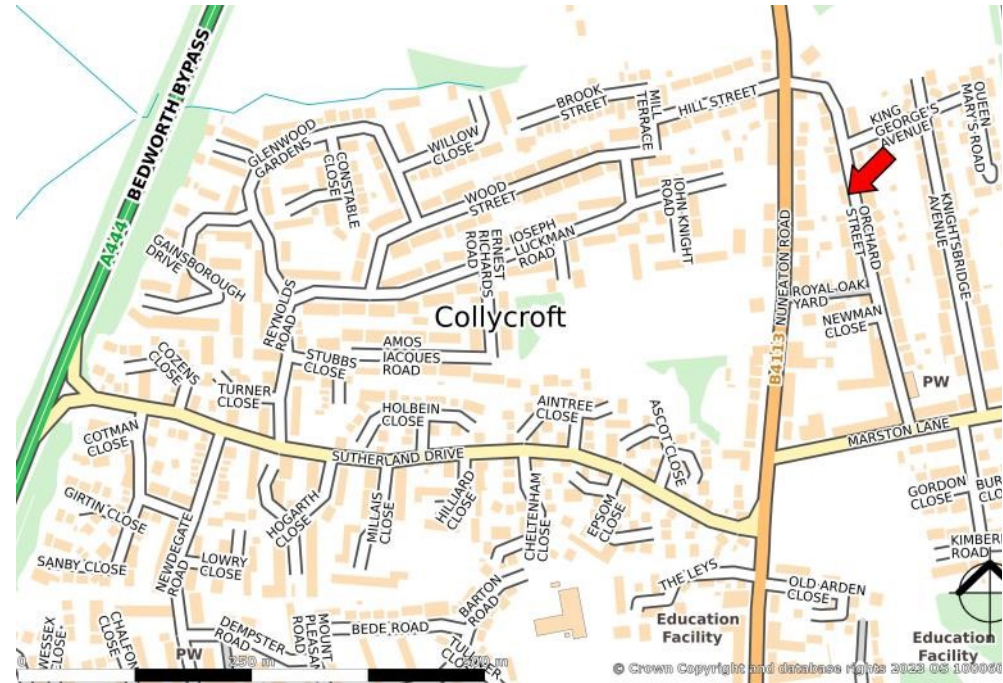 A444 BEDWORTH BYPASS
GLENWOOD
GARDENS
CONSTABLE
CLOSE
WILLOW
CLOSE
BROOK
STREET
MILL
TERRACE
HILL STREET
KING
GEORGE'S
AVENUE
QUEEN
MARY'S ROAD
WOOD
STREET
JOHN KNIGHT
ROAD
GAINSBOROUGH
DRIVE
ERNEST
RICHARDS
ROAD
JOSEPH
LUCKMAN
ROAD
B4113 NUNEATON ROAD
ORCHARD
STREET
KNIGHTSBRIDGE
AVENUE
REYNOLDS
ROAD
Collycroft
ROYAL OAK
YARD
NEWMAN
CLOSE
STUBBS
CLOSE
AMOS
JACQUES
ROAD
COZENS
CLOSE
TURNER
CLOSE
PW
HOLBEIN
CLOSE
AINTREE
CLOSE
ASCOT CLOSE
COTMAN
CLOSE
SUTHERLAND DRIVE
MARSTON LANE
GIRTIN CLOSE
HOGARTH
CLOSE
MILLAIS
CLOSE
HILLIARD
CLOSE
CHELTENHAM
CLOSE
EPSOM
CLOSE
GORDON
CLOSE
BUR
CLO
SANBY CLOSE
NEWDEGATE
ROAD
LOWRY
CLOSE
KIMBER
ROAD
THE LEYS
OLD ARDEN
CLOSE
BARTON
ROAD
WESSEX
CLOSE
CHALFON
CLOSE
DEMPSTER
ROAD
MOUNT
PLEASAN
ROAD
BEDE ROAD
Education
Facility
Education
Facility
PW
0 250 m
© Crown Copyright and database rights 2023 OS